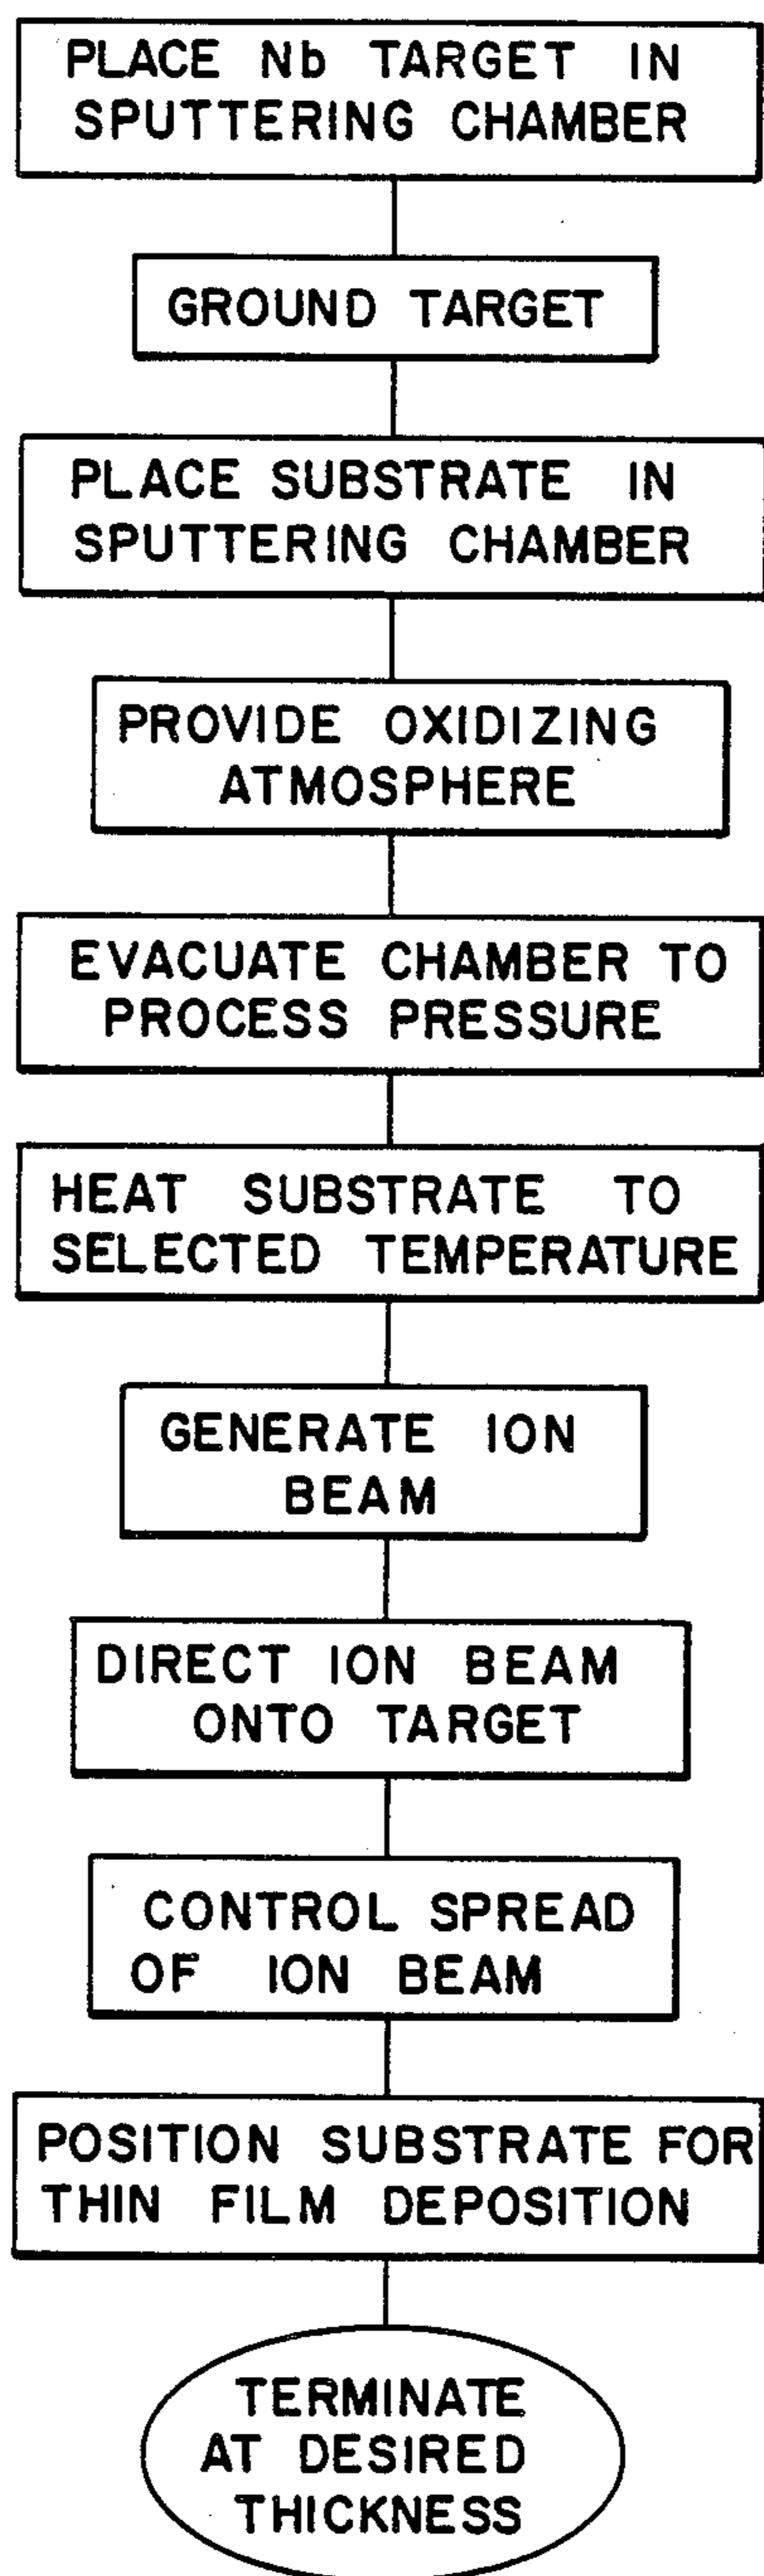 PLACE Nb TARGET IN
SPUTTERING CHAMBER
GROUND TARGET
PLACE SUBSTRATE IN
SPUTTERING CHAMBER
PROVIDE OXIDIZING
ATMOSPHERE
EVACUATE CHAMBER TO
PROCESS PRESSURE
HEAT SUBSTRATE TO
SELECTED TEMPERATURE
GENERATE ION
BEAM
DIRECT ION BEAM
ONTO TARGET
CONTROL SPREAD
OF ION BEAM
POSITION SUBSTRATE FOR
THIN FILM DEPOSITION
TERMINATE
AT DESIRED
THICKNESS